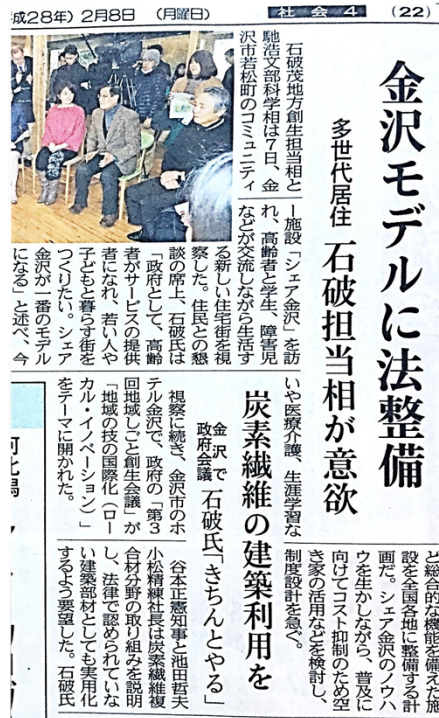 平成28年）2月8日（月曜日）
社会4
（22）
金沢モデルに法整備
多世代居住 石破担当相が意欲
石破茂地方創生担当相と
馳浩文部科学相は7日、金
沢市若松町のコミュニティ
ー施設「シェア金沢」を訪
れ、高齢者と学生、障害児
などが交流しながら生活す
る新しい住宅街を視
察した。住民との懇
談の席上、石破氏は
「政府として、高齢
者がサービスの提供
者になれ、若い人や
子どもと暮らす街を
つくりたい。シェア
金沢が一番のモデル
になる」と述べ、今
いや医療介護、生涯学習な
ど総合的な機能を備えた施
設を全国各地に整備する計
画だ。シェア金沢のノウハ
ウを生かしながら、普及に
向けてコスト抑制のため空
き家の活用などを検討し、
制度設計を急ぐ。
炭素繊維の建築利用を
金沢で
政府会議
石破氏「きちんとやる」
視察に続き、金沢市のホ
テル金沢で、政府の「第3
回地域しごと創生会議」が
「地域の技の国際化（ロー
カル・イノベーション）」
をテーマに開かれた。
谷本正憲知事と池田哲夫
小松精練社長は炭素繊維複
合材分野の取り組みを説明
し、法律で認められていな
い建築部材としても実用化
するよう要望した。石破氏
河北潟